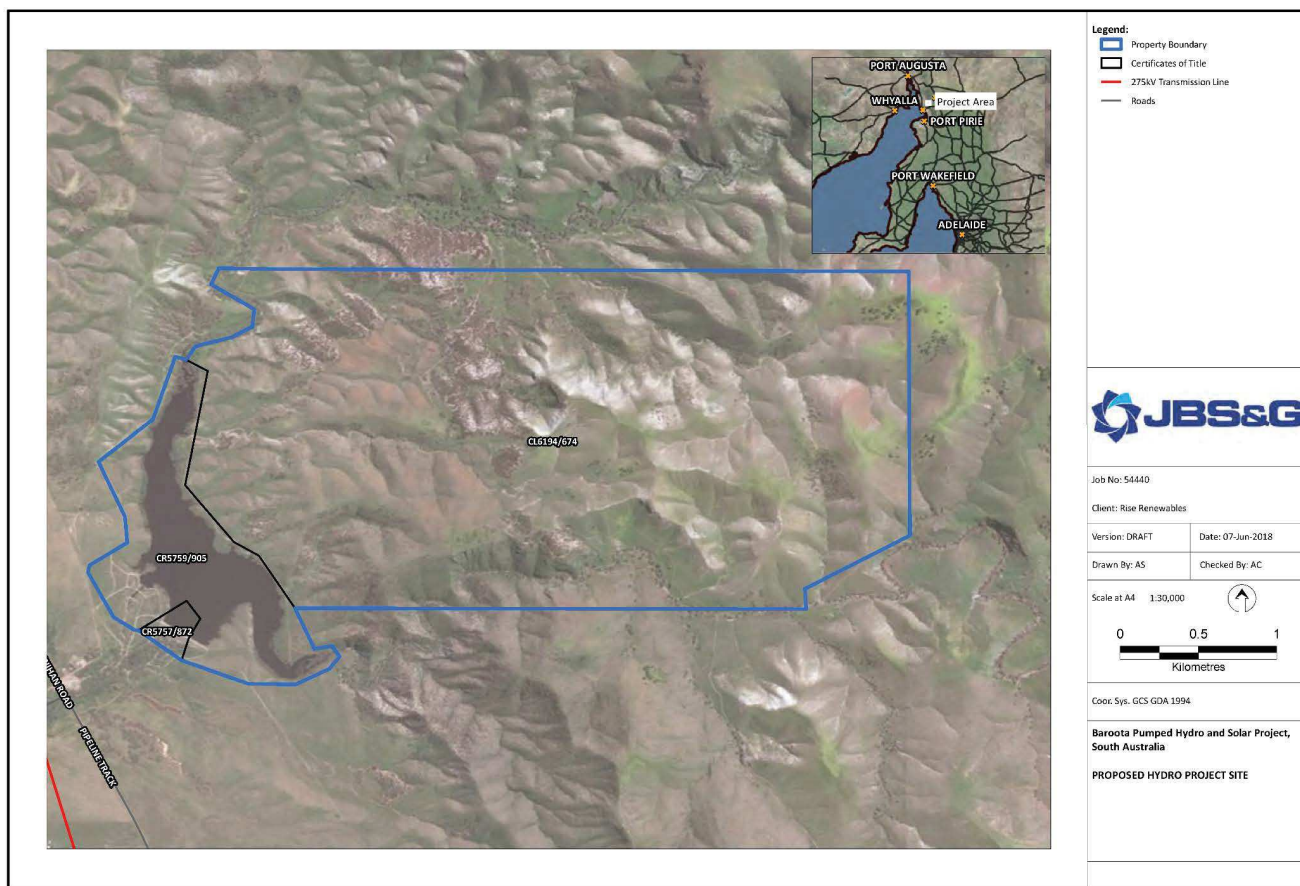 PORT AUGUSTA
WHYALLA
Project Area
PORT PIRIE
PORT WAKEFIELD
ADELAIDE
CL6194/674
CR5759/905
CR5757/872
PIPELINE TRACK
Legend:
Property Boundary
Certificates of Title
275kV Transmission Line
Roads
JBS&G
Job No: 54440
Client: Rise Renewables
Version: DRAFT
Date: 07-Jun-2018
Drawn By: AS
Checked By: AC
Scale at A4 1:30,000
0 0.5 1
Kilometres
Coor. Sys. GCS GDA 1994
Baroota Pumped Hydro and Solar Project,
South Australia
PROPOSED HYDRO PROJECT SITE